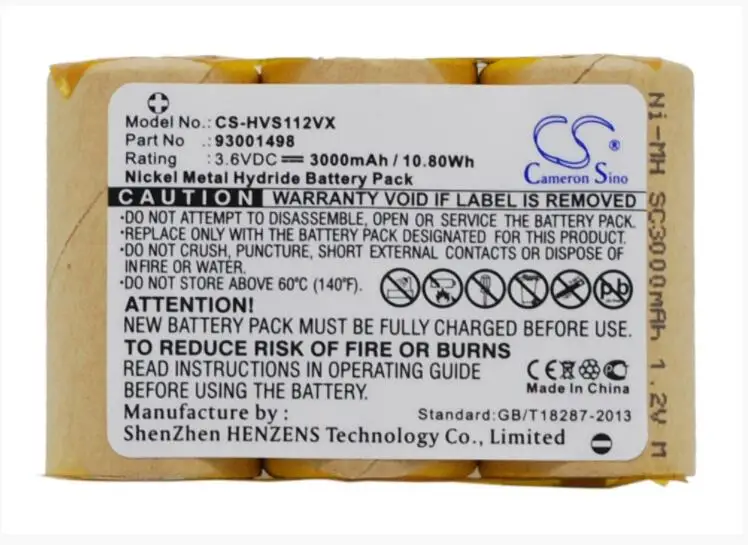 Model No.: CS-HVS112VX
Part No : 93001498
Rating : 3.6VDC 3000mAh / 10.80Wh
Nickel Metal Hydride Battery Pack
CS
®
Cameron Sino
CAUTION WARRANTY VOID IF LABEL IS REMOVED
•DO NOT ATTEMPT TO DISASSEMBLE, OPEN OR SERVICE THE BATTERY PACK.
•REPLACE ONLY WITH THE BATTERY PACK DESIGNATED FOR THIS PRODUCT.
•DO NOT CRUSH, PUNCTURE, SHORT EXTERNAL CONTACTS OR DISPOSE OF
IN FIRE OR WATER.
•DO NOT STORE ABOVE 60°C (140°F).
Pb
ATTENTION!
NEW BATTERY PACK MUST BE FULLY CHARGED BEFORE USE
TO REDUCE RISK OF FIRE OR BURNS
READ INSTRUCTIONS IN OPERATING MANUAL BEFORE
USING THE BATTERY.
CE
Made In China
Manufacture by :
Standard:GB/T18287-2013
ShenZhen HENZENS Technology Co., Limited
Ni-MH SC3000mAh 1.2V M